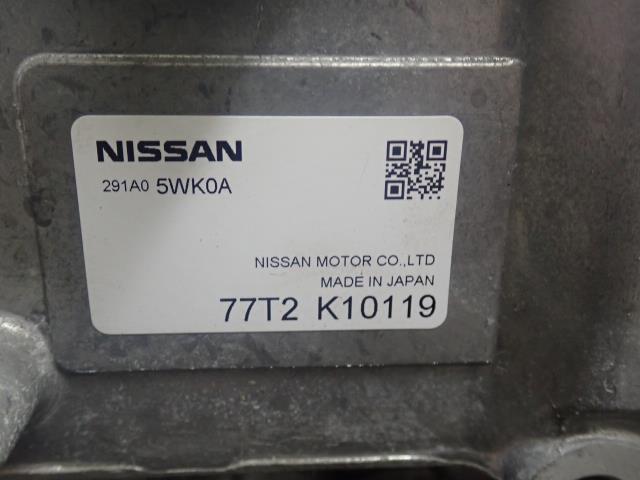 NISSAN
291A0 5WK0A
NISSAN MOTOR CO.,LTD
MADE IN JAPAN
77T2 K10119